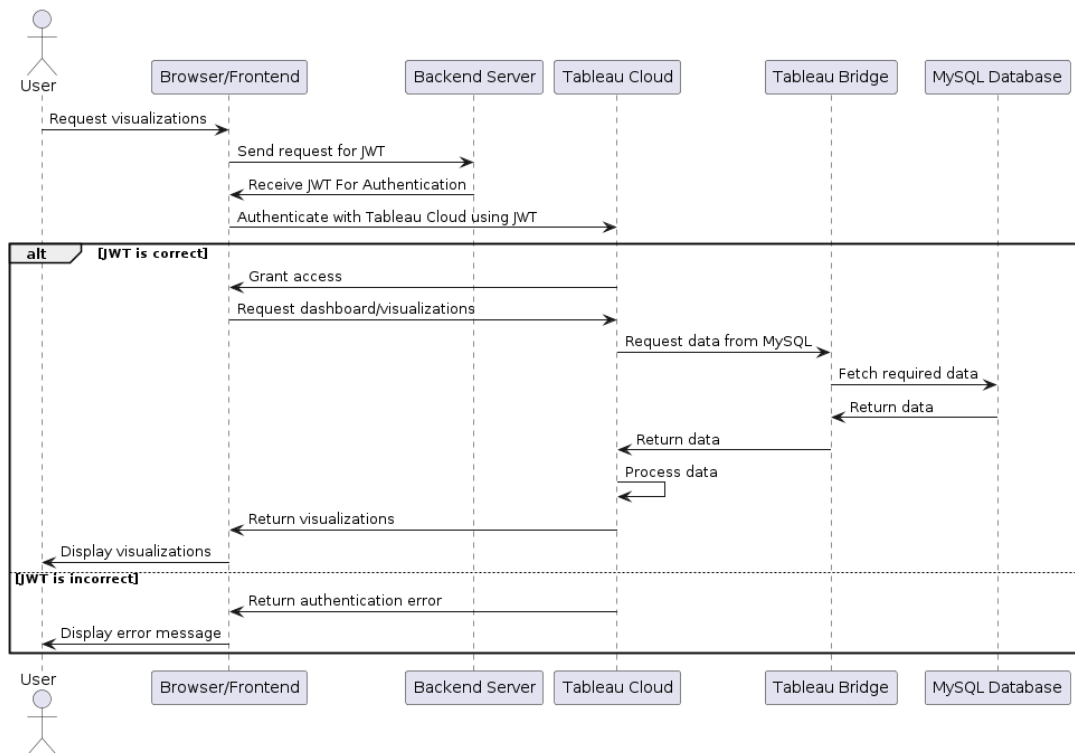 User
Browser/Frontend
Backend Server
Tableau Cloud
Tableau Bridge
MySQL Database
Request visualizations
Send request for JWT
Receive JWT For Authentication
Authenticate with Tableau Cloud using JWT
alt
[JWT is correct]
Grant access
Request dashboard/visualizations
Request data from MySQL
Fetch required data
Return data
Return data
Process data
Return visualizations
Display visualizations
[JWT is incorrect]
Return authentication error
Display error message
User
Browser/Frontend
Backend Server
Tableau Cloud
Tableau Bridge
MySQL Database